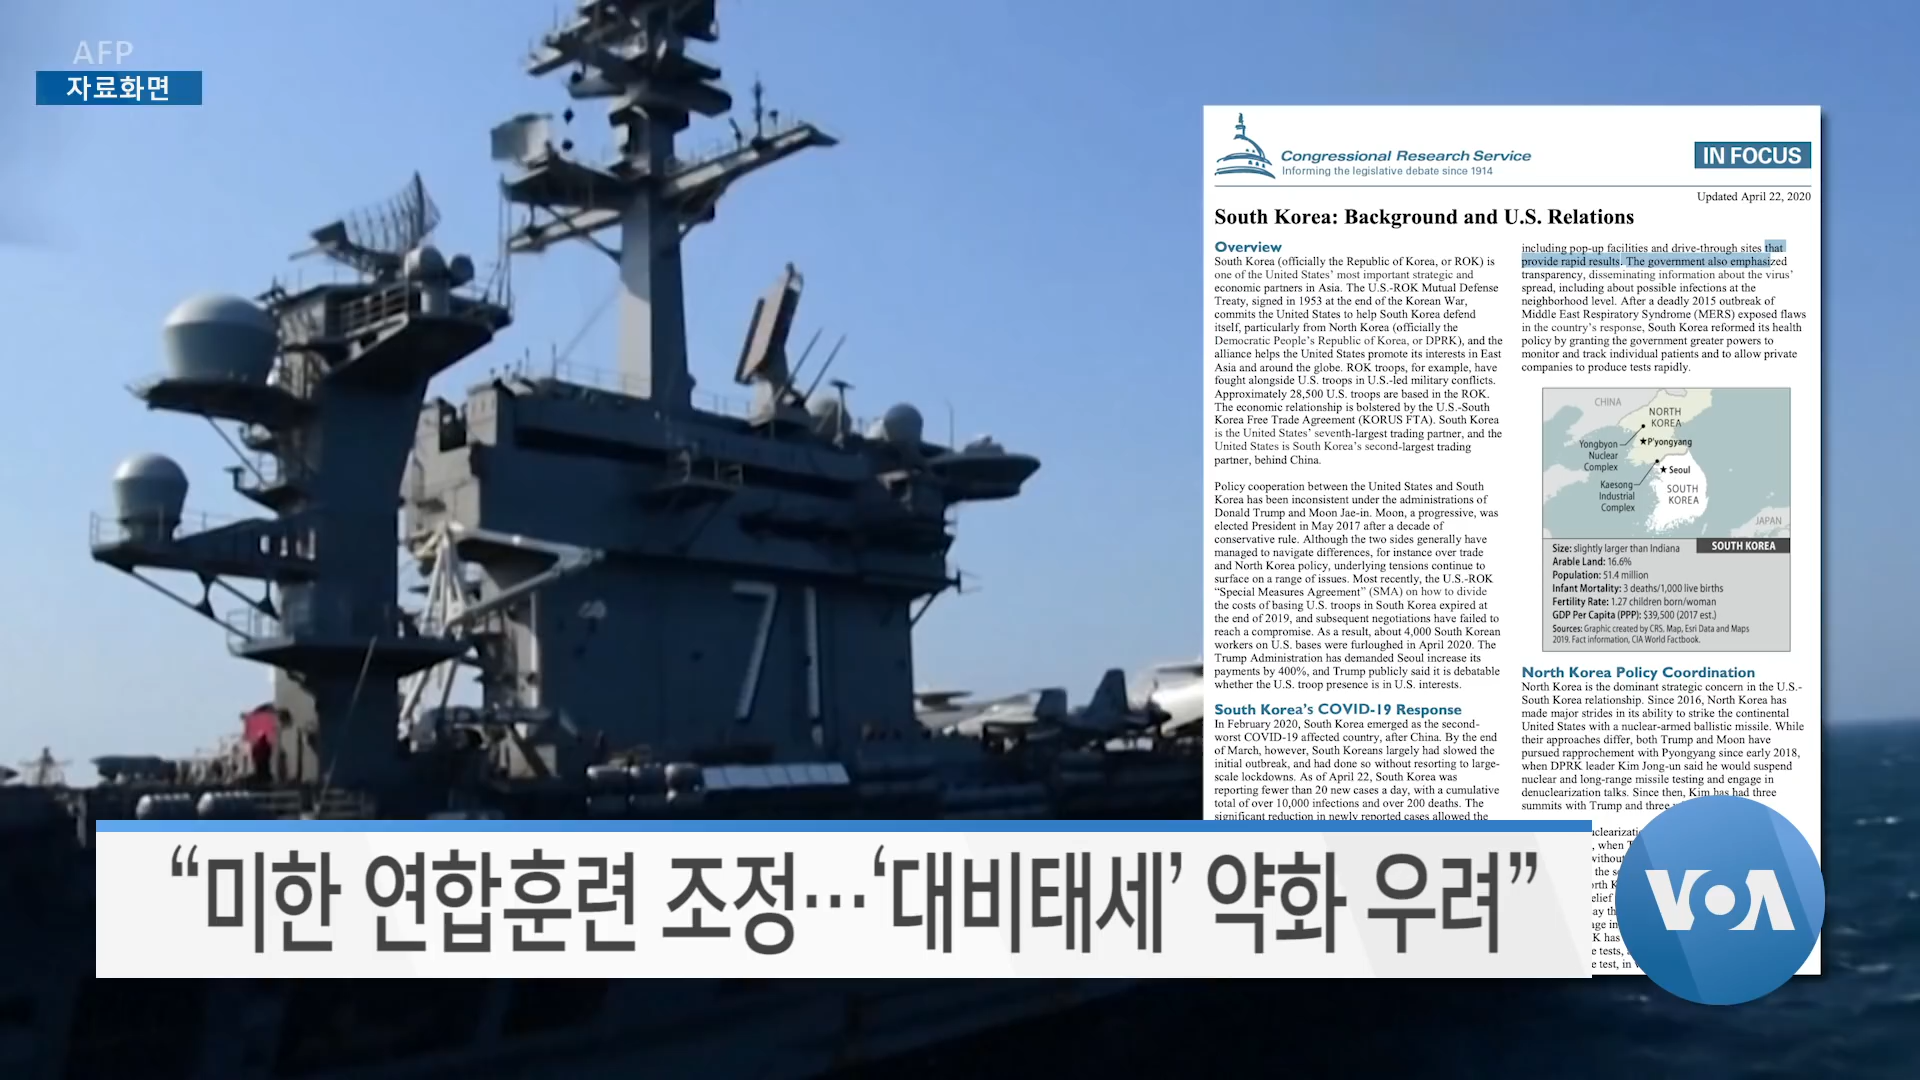 AFP
자료화면
71
Congressional Research Service
Informing the legislative debate since 1914
IN FOCUS
Updated April 22, 2020
South Korea: Background and U.S. Relations
Overview
South Korea (officially the Republic of Korea, or ROK) is
one of the United States' most important strategic and
economic partners in Asia. The U.S.-ROK Mutual Defense
Treaty, signed in 1953 at the end of the Korean War,
commits the United States to help South Korea defend
itself, particularly from North Korea (officially the
Democratic People's Republic of Korea, or DPRK), and the
alliance helps the United States promote its interests in East
Asia and around the globe. ROK troops, for example, have
fought alongside U.S. troops in U.S.-led military conflicts.
Approximately 28,500 U.S. troops are based in the ROK.
The economic relationship is bolstered by the U.S.-South
Korea Free Trade Agreement (KORUS FTA). South Korea
is the United States' seventh-largest trading partner, and the
United States is South Korea's second-largest trading
partner, behind China.
Policy cooperation between the United States and South
Korea has been inconsistent under the administrations of
Donald Trump and Moon Jae-in. Moon, a progressive, was
elected President in May 2017 after a decade of
conservative rule. Although the two sides generally have
managed to navigate differences, for instance over trade
and North Korea policy, underlying tensions continue to
surface on a range of issues. Most recently, the U.S.-ROK
“Special Measures Agreement” (SMA) on how to divide
the costs of basing U.S. troops in South Korea expired at
the end of 2019, and subsequent negotiations have failed to
reach a compromise. As a result, about 4,000 South Korean
workers on U.S. bases were furloughed in April 2020. The
Trump Administration has demanded Seoul increase its
payments by 400%, and Trump publicly said it is debatable
whether the U.S. troop presence is in U.S. interests.
South Korea's COVID-19 Response
In February 2020, South Korea emerged as the second-
worst COVID-19 affected country, after China. By the end
of March, however, South Koreans largely had slowed the
initial outbreak, and had done so without resorting to large-
scale lockdowns. As of April 22, South Korea was
reporting fewer than 20 new cases a day, with a cumulative
total of over 10,000 infections and over 200 deaths. The
significant reduction in newly reported cases allowed the
including pop-up facilities and drive-through sites that
provide rapid results. The government also emphasized
transparency, disseminating information about the virus'
spread, including about possible infections at the
neighborhood level. After a deadly 2015 outbreak of
Middle East Respiratory Syndrome (MERS) exposed flaws
in the country's response, South Korea reformed its health
policy by granting the government greater powers to
monitor and track individual patients and to allow private
companies to produce tests rapidly.
CHINA
NORTH
KOREA
Yongbyon
Nuclear
Complex
★P'yongyang
★ Seoul
Kaesong
Industrial
Complex
SOUTH
KOREA
JAPAN
SOUTH KOREA
Size: slightly larger than Indiana
Arable Land: 16.6%
Population: 51.4 million
Infant Mortality: 3 deaths/1,000 live births
Fertility Rate: 1.27 children born/woman
GDP Per Capita (PPP): $39,500 (2017 est.)
Sources: Graphic created by CRS, Map, Esri Data and Maps
2019. Fact information, CIA World Factbook.
North Korea Policy Coordination
North Korea is the dominant strategic concern in the U.S.-
South Korea relationship. Since 2016, North Korea has
made major strides in its ability to strike the continental
United States with a nuclear-armed ballistic missile. While
their approaches differ, both Trump and Moon have
pursued rapprochement with Pyongyang since early 2018,
when DPRK leader Kim Jong-un said he would suspend
nuclear and long-range missile testing and engage in
denuclearization talks. Since then, Kim has had three
summits with Trump and three
“미한 연합훈련 조정…‘대비태세’ 약화 우려”
VOA